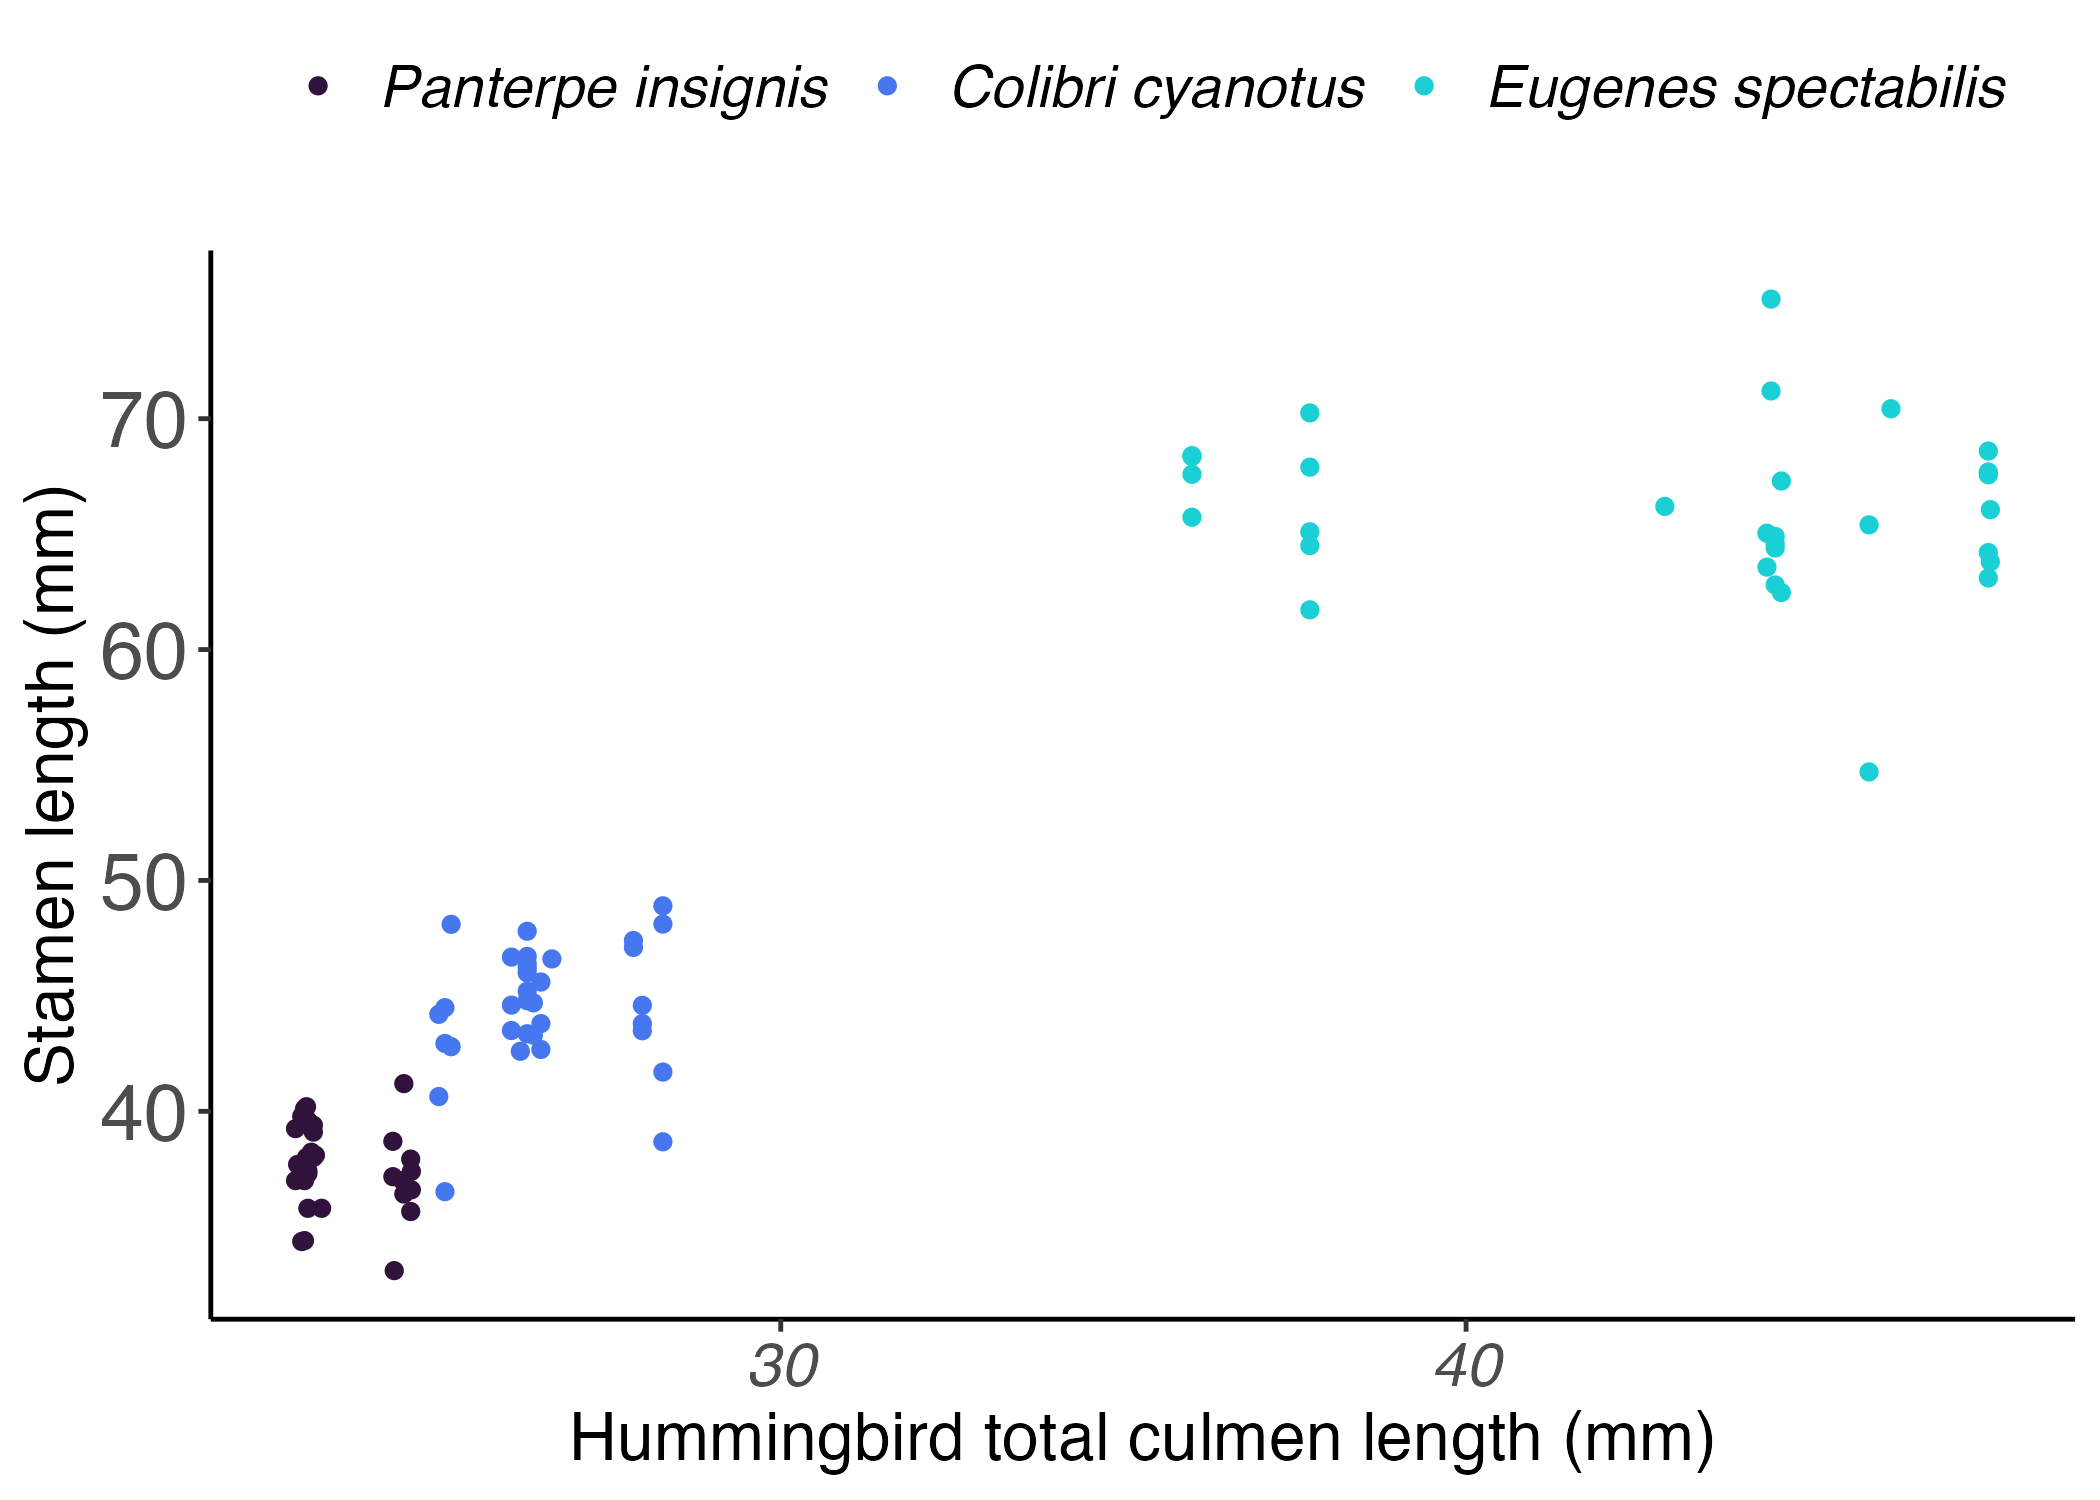 Panterpe insignis Colibri cyanotus Eugenes spectabilis
Stamen length (mm)
70
60
50
40
30 40
Hummingbird total culmen length (mm)